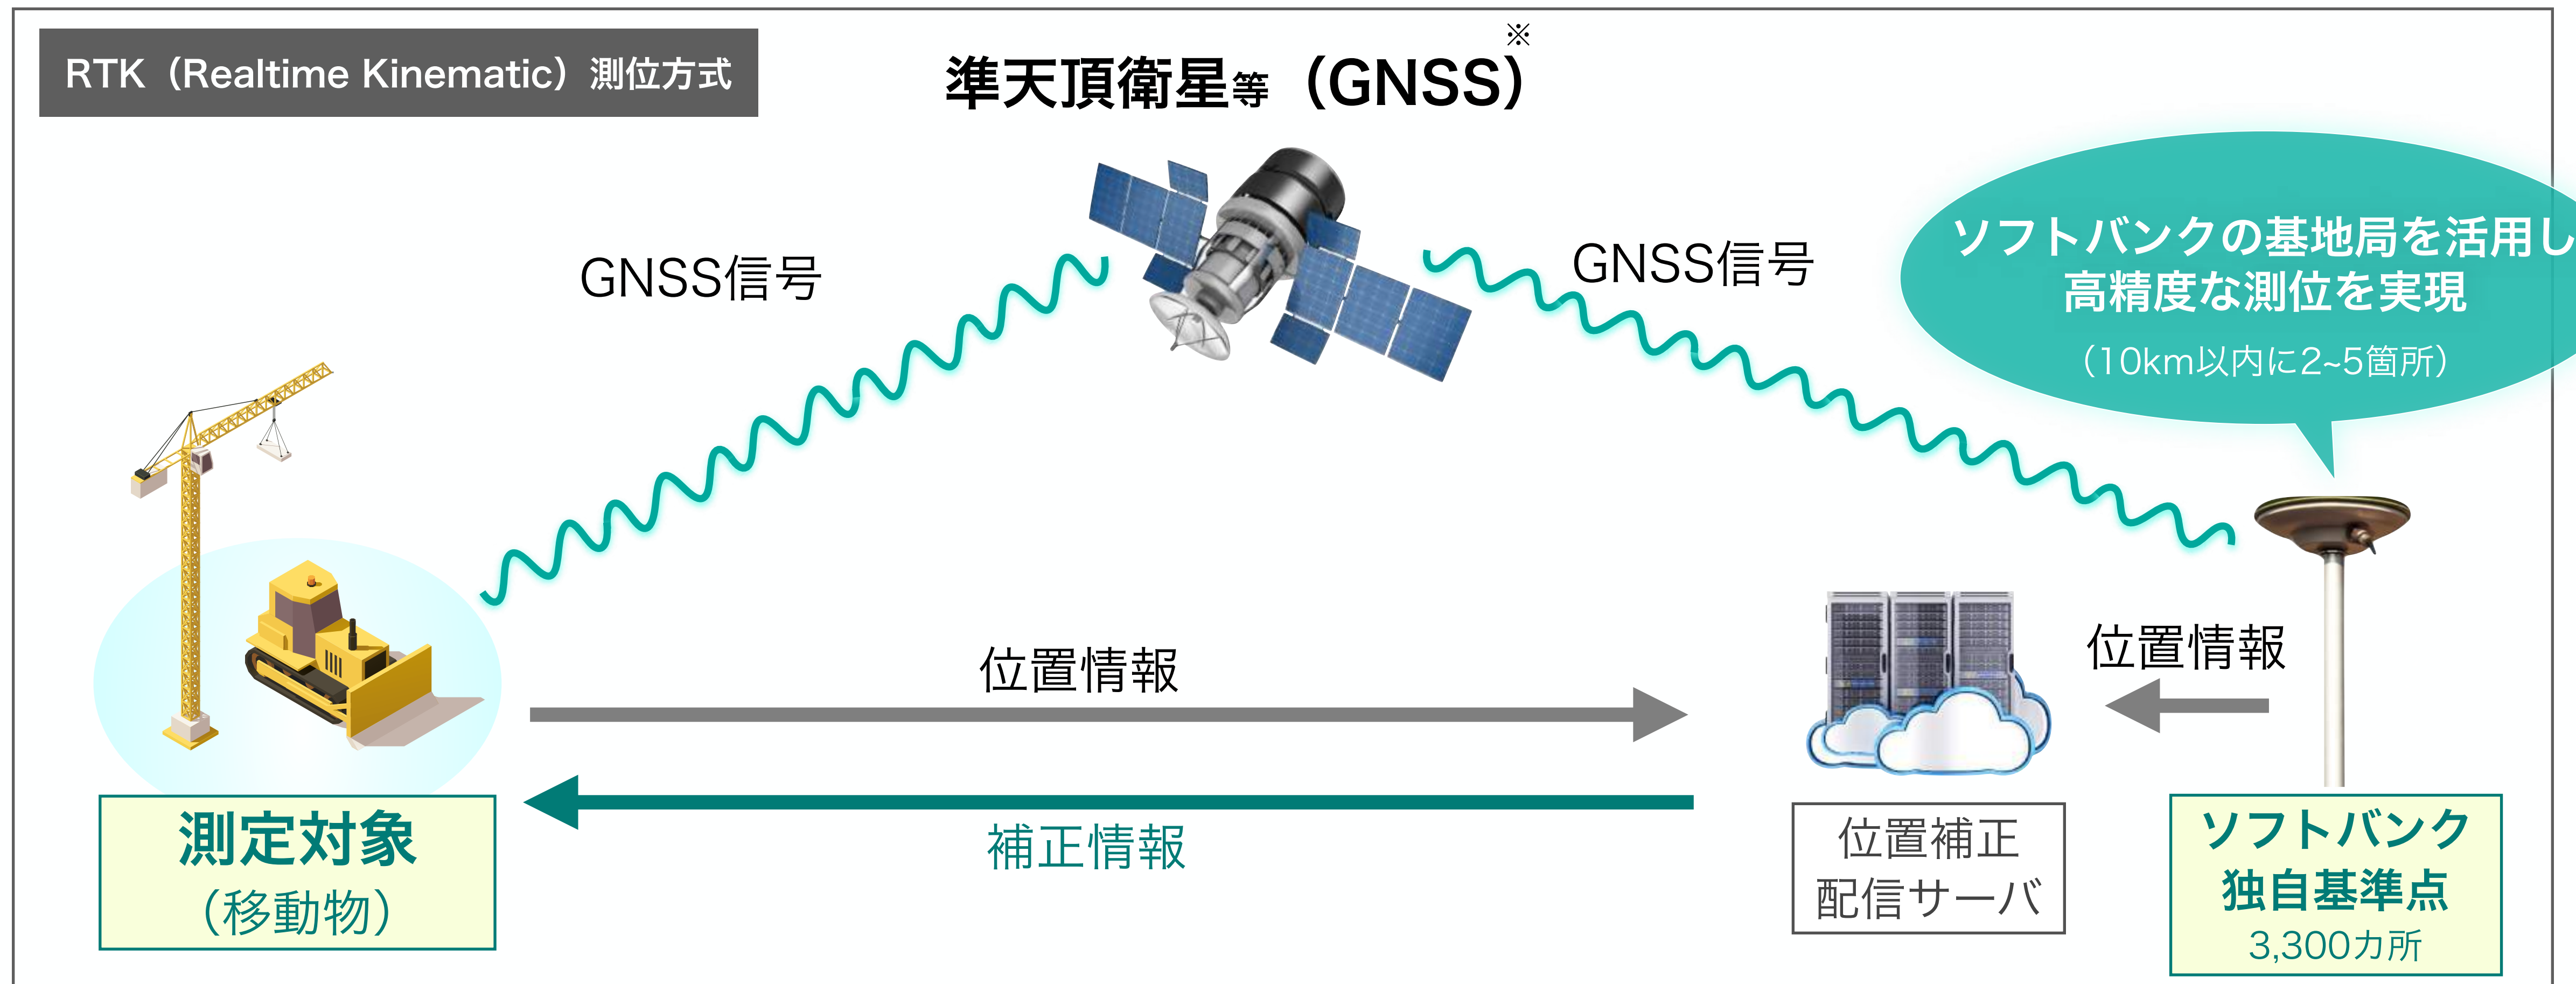 RTK（Realtime Kinematic）測位方式
準天頂衛星等（GNSS）※
GNSS信号
GNSS信号
ソフトバンクの基地局を活用し
高精度な測位を実現
（10km以内に2~5箇所）
位置情報
位置情報
補正情報
測定対象
（移動物）
位置補正
配信サーバ
ソフトバンク
独自基準点
3,300カ所